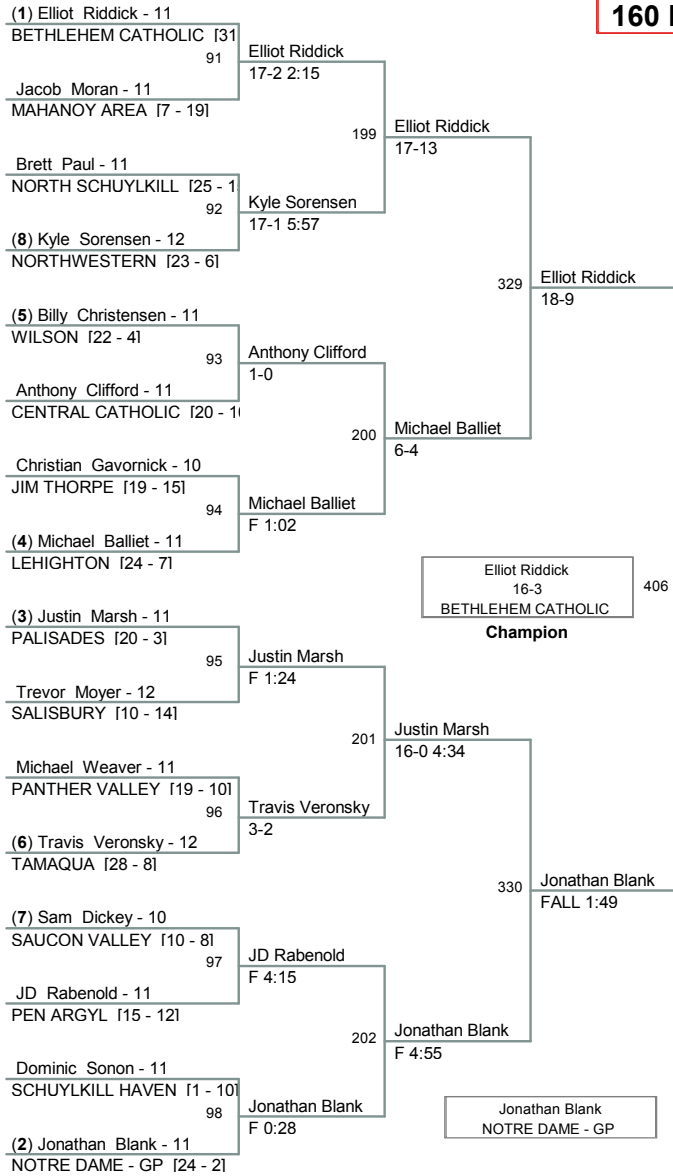 160
(1) Elliot Riddick - 11
BETHLEHEM CATHOLIC [31
91
Jacob Moran - 11
MAHANOY AREA [7 - 19]
Elliot Riddick
17-2 2:15
199
Elliot Riddick
17-13
Brett Paul - 11
NORTH SCHUYLKILL [25 - 1
92
(8) Kyle Sorensen - 12
NORTHWESTERN [23 - 6]
Kyle Sorensen
17-1 5:57
329
Elliot Riddick
18-9
(5) Billy Christensen - 11
WILSON [22 - 4]
93
Anthony Clifford - 11
CENTRAL CATHOLIC [20 - 1
Anthony Clifford
1-0
200
Michael Balliet
6-4
Christian Gavornick - 10
JIM THORPE [19 - 15]
94
(4) Michael Balliet - 11
LEHIGHTON [24 - 7]
Michael Balliet
F 1:02
Elliot Riddick
16-3
BETHLEHEM CATHOLIC
406
Champion
(3) Justin Marsh - 11
PALISADES [20 - 3]
95
Trevor Moyer - 12
SALISBURY [10 - 14]
Justin Marsh
F 1:24
201
Justin Marsh
16-0 4:34
Michael Weaver - 11
PANTHER VALLEY [19 - 10]
96
(6) Travis Veronsky - 12
TAMAQUA [28 - 8]
Travis Veronsky
3-2
330
Jonathan Blank
FALL 1:49
(7) Sam Dickey - 10
SAUCON VALLEY [10 - 8]
97
JD Rabenold - 11
PEN ARGYL [15 - 12]
JD Rabenold
F 4:15
202
Jonathan Blank
F 4:55
Dominic Sonon - 11
SCHUYLKILL HAVEN [1 - 10]
98
(2) Jonathan Blank - 11
NOTRE DAME - GP [24 - 2]
Jonathan Blank
F 0:28
Jonathan Blank
NOTRE DAME - GP